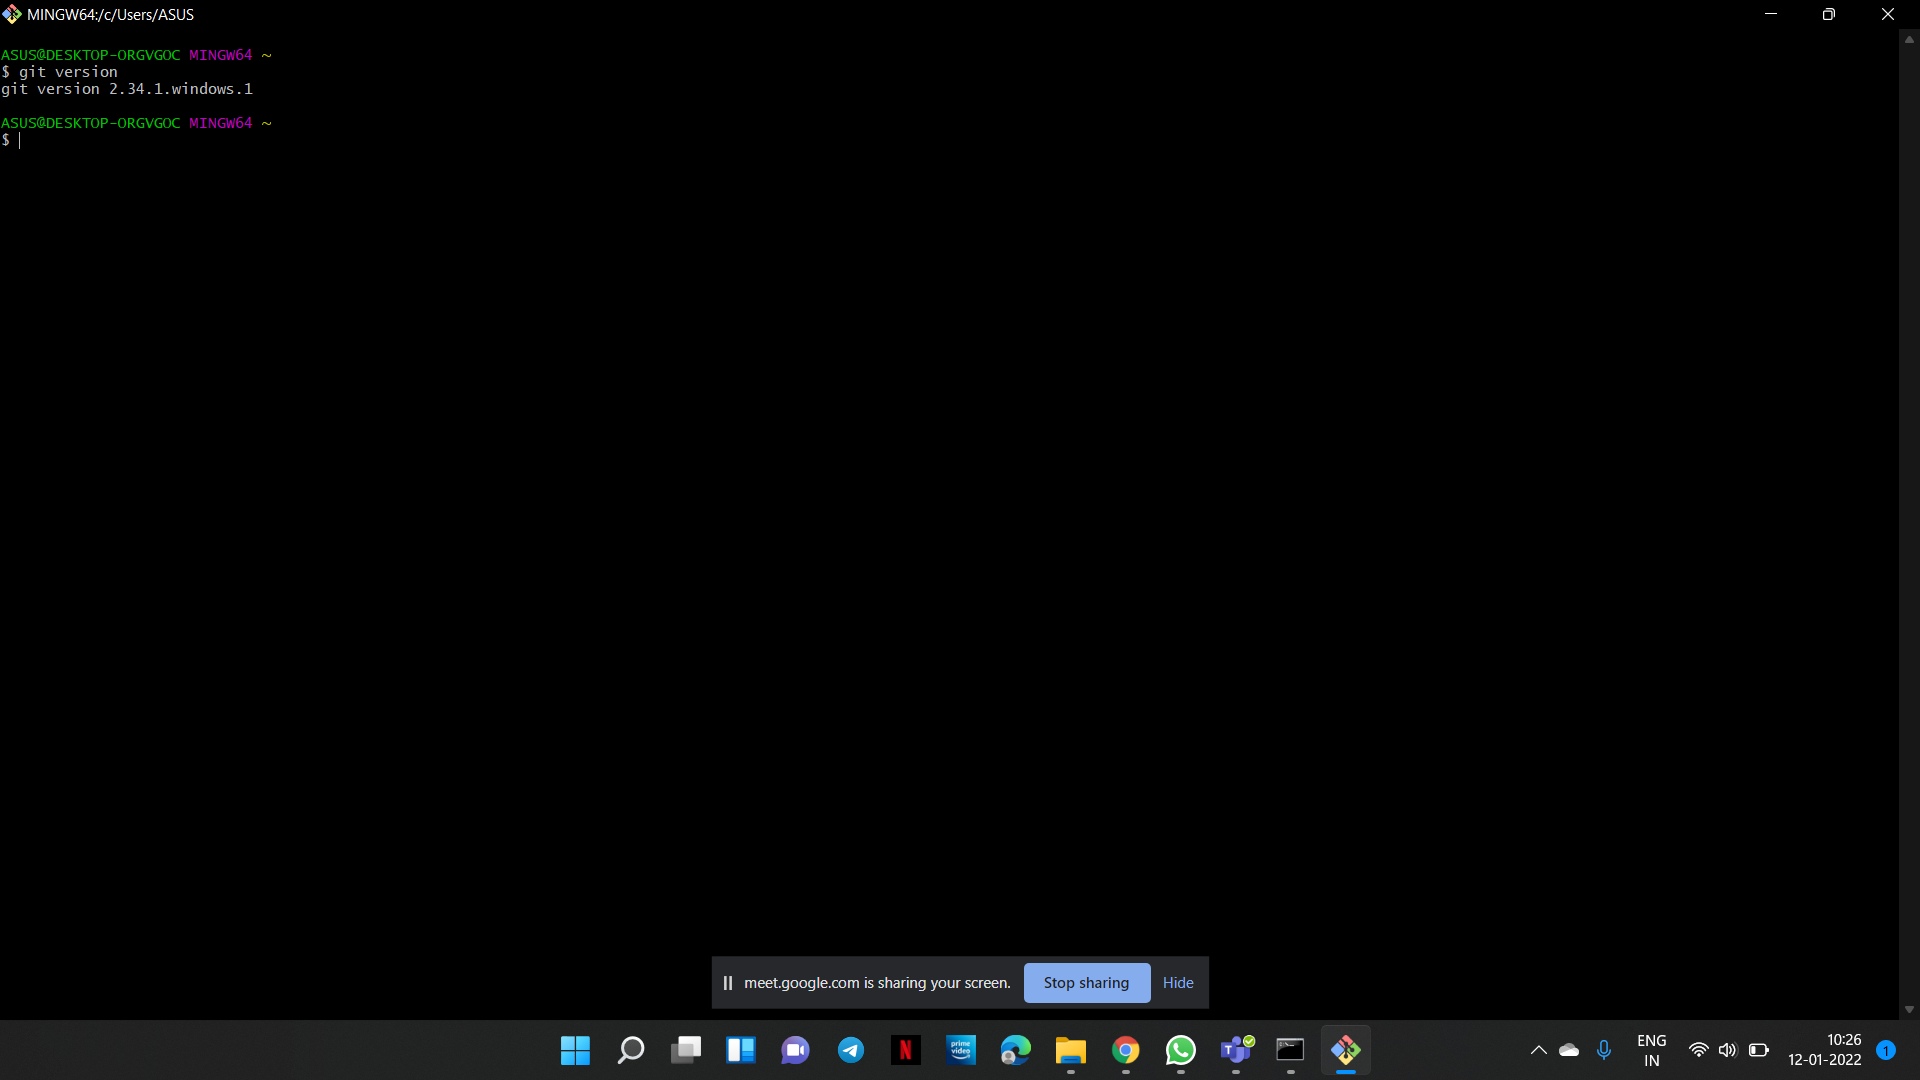 MINGW64:/c/Users/ASUS
ASUS@DESKTOP-ORGVGOC MINGW64 ~
$ git version
git version 2.34.1.windows.1
ASUS@DESKTOP-ORGVGOC MINGW64 ~
$
meet.google.com is sharing your screen. Stop sharing Hide
prime video
ENG
IN
10:26
12-01-2022
1